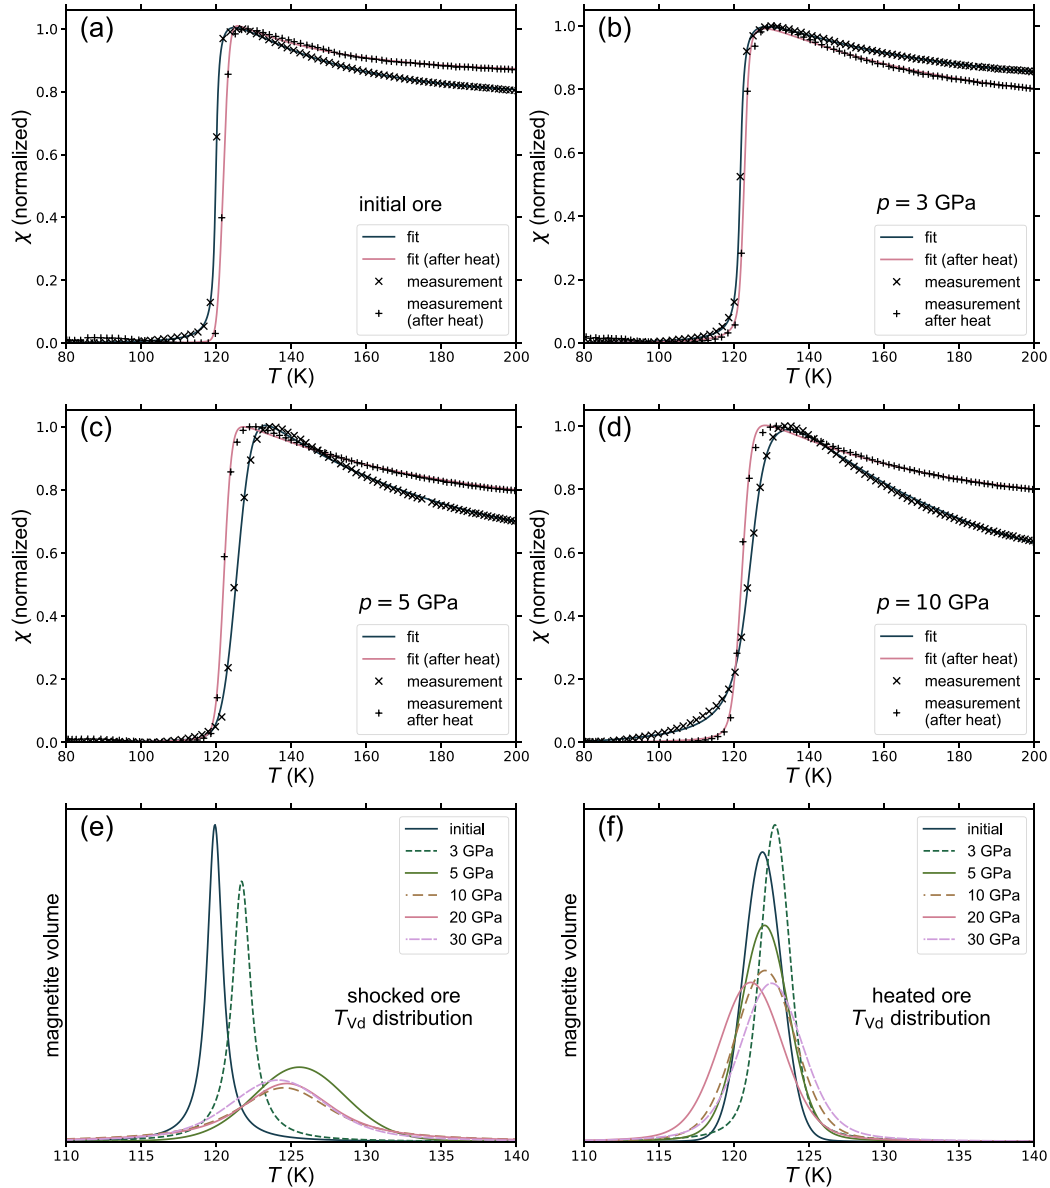 (a)
χ (normalized)
1.0
0.8
0.6
0.4
0.2
0.0
initial ore
fit
fit (after heat)
measurement
measurement
(after heat)
80 100 120 140 160 180 200
T (K)
(b)
χ (normalized)
1.0
0.8
0.6
0.4
0.2
0.0
p = 3 GPa
fit
fit (after heat)
measurement
measurement
after heat
80 100 120 140 160 180 200
T (K)
(c)
χ (normalized)
1.0
0.8
0.6
0.4
0.2
0.0
p = 5 GPa
fit
fit (after heat)
measurement
measurement
after heat
80 100 120 140 160 180 200
T (K)
(d)
χ (normalized)
1.0
0.8
0.6
0.4
0.2
0.0
p = 10 GPa
fit
fit (after heat)
measurement
measurement
(after heat)
80 100 120 140 160 180 200
T (K)
(e)
magnetite volume
initial
3 GPa
5 GPa
10 GPa
20 GPa
30 GPa
shocked ore
TVd distribution
110 115 120 125 130 135 140
T (K)
(f)
magnetite volume
initial
3 GPa
5 GPa
10 GPa
20 GPa
30 GPa
heated ore
TVd distribution
110 115 120 125 130 135 140
T (K)